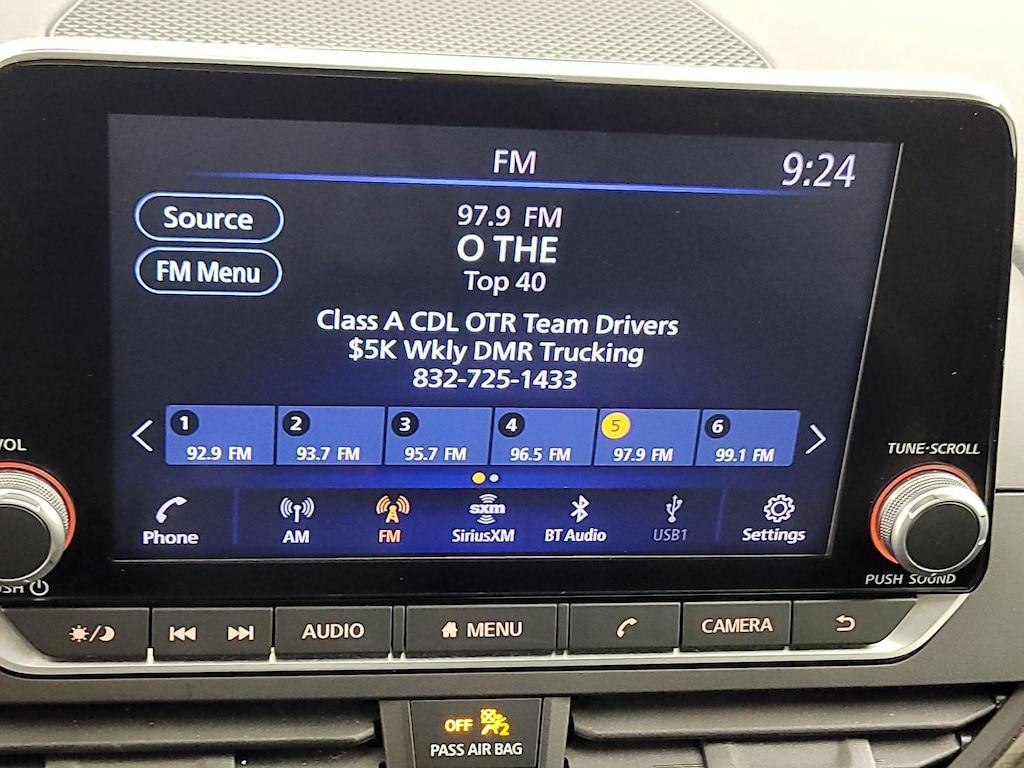 FM
9:24
Source
97.9 FM
O THE
FM Menu
Top 40
Class A CDL OTR Team Drivers
$5K Wkly DMR Trucking
832-725-1433
1 2 3 4 5 6
92.9 FM 93.7 FM 95.7 FM 96.5 FM 97.9 FM 99.1 FM
VOL
TUNE·SCROLL
sxm
Phone AM FM SiriusXM BT Audio USB1 Settings
PUSH SOUND
AUDIO MENU CAMERA
OFF 2
PASS AIR BAG